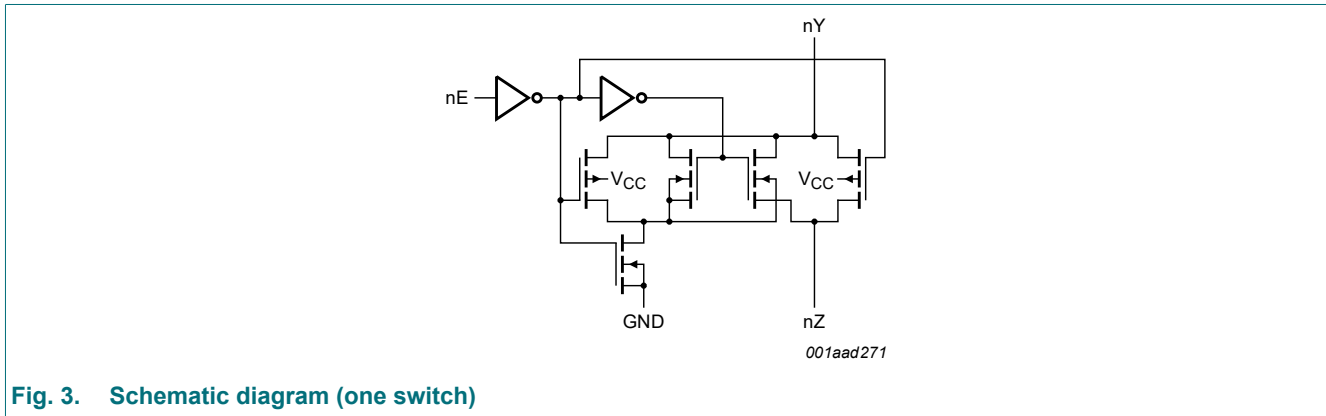 nY
nE
VCC VCC
GND nZ
001aad271
Fig. 3. Schematic diagram (one switch)